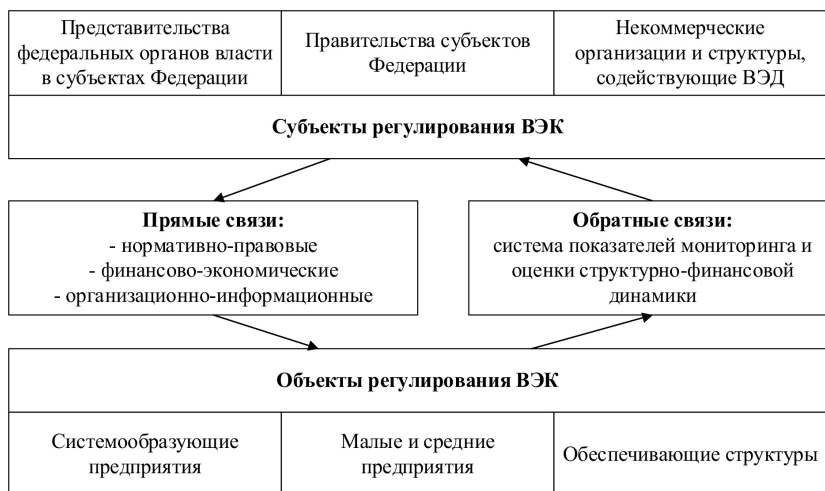 Представительства
федеральных органов власти
в субъектах Федерации
Правительства субъектов
Федерации
Некоммерческие
организации и структуры,
содействующие ВЭД
Субъекты регулирования ВЭК
Прямые связи:
- нормативно-правовые
- финансово-экономические
- организационно-информационные
Обратные связи:
система показателей мониторинга и
оценки структурно-финансовой
динамики
Объекты регулирования ВЭК
Системообразующие
предприятия
Малые и средние
предприятия
Обеспечивающие структуры